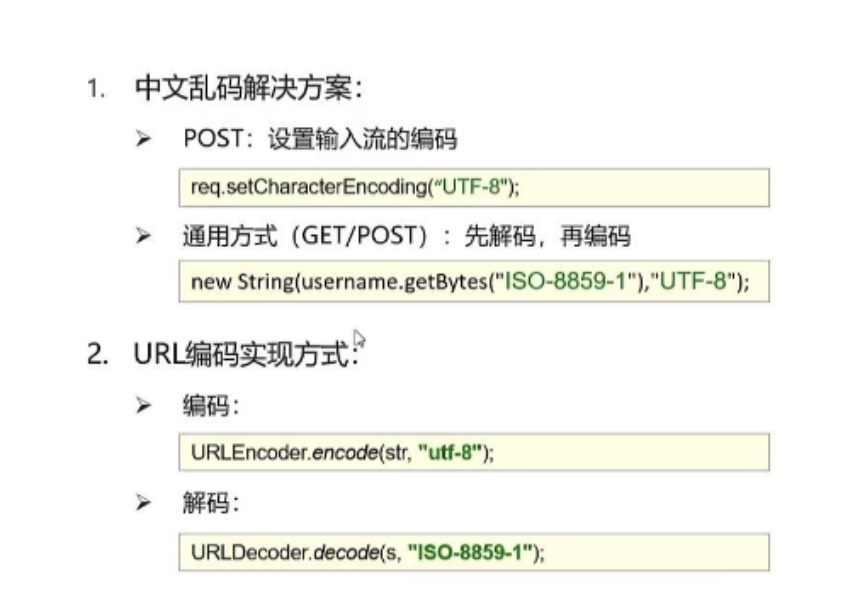 1. 中文乱码解决方案：
➢ POST：设置输入流的编码
req.setCharacterEncoding(“UTF-8");
➢ 通用方式（GET/POST）：先解码，再编码
new String(username.getBytes("ISO-8859-1"),"UTF-8");
2. URL编码实现方式：
➢ 编码：
URLEncoder.encode(str, "utf-8");
➢ 解码：
URLDecoder.decode(s, "ISO-8859-1");